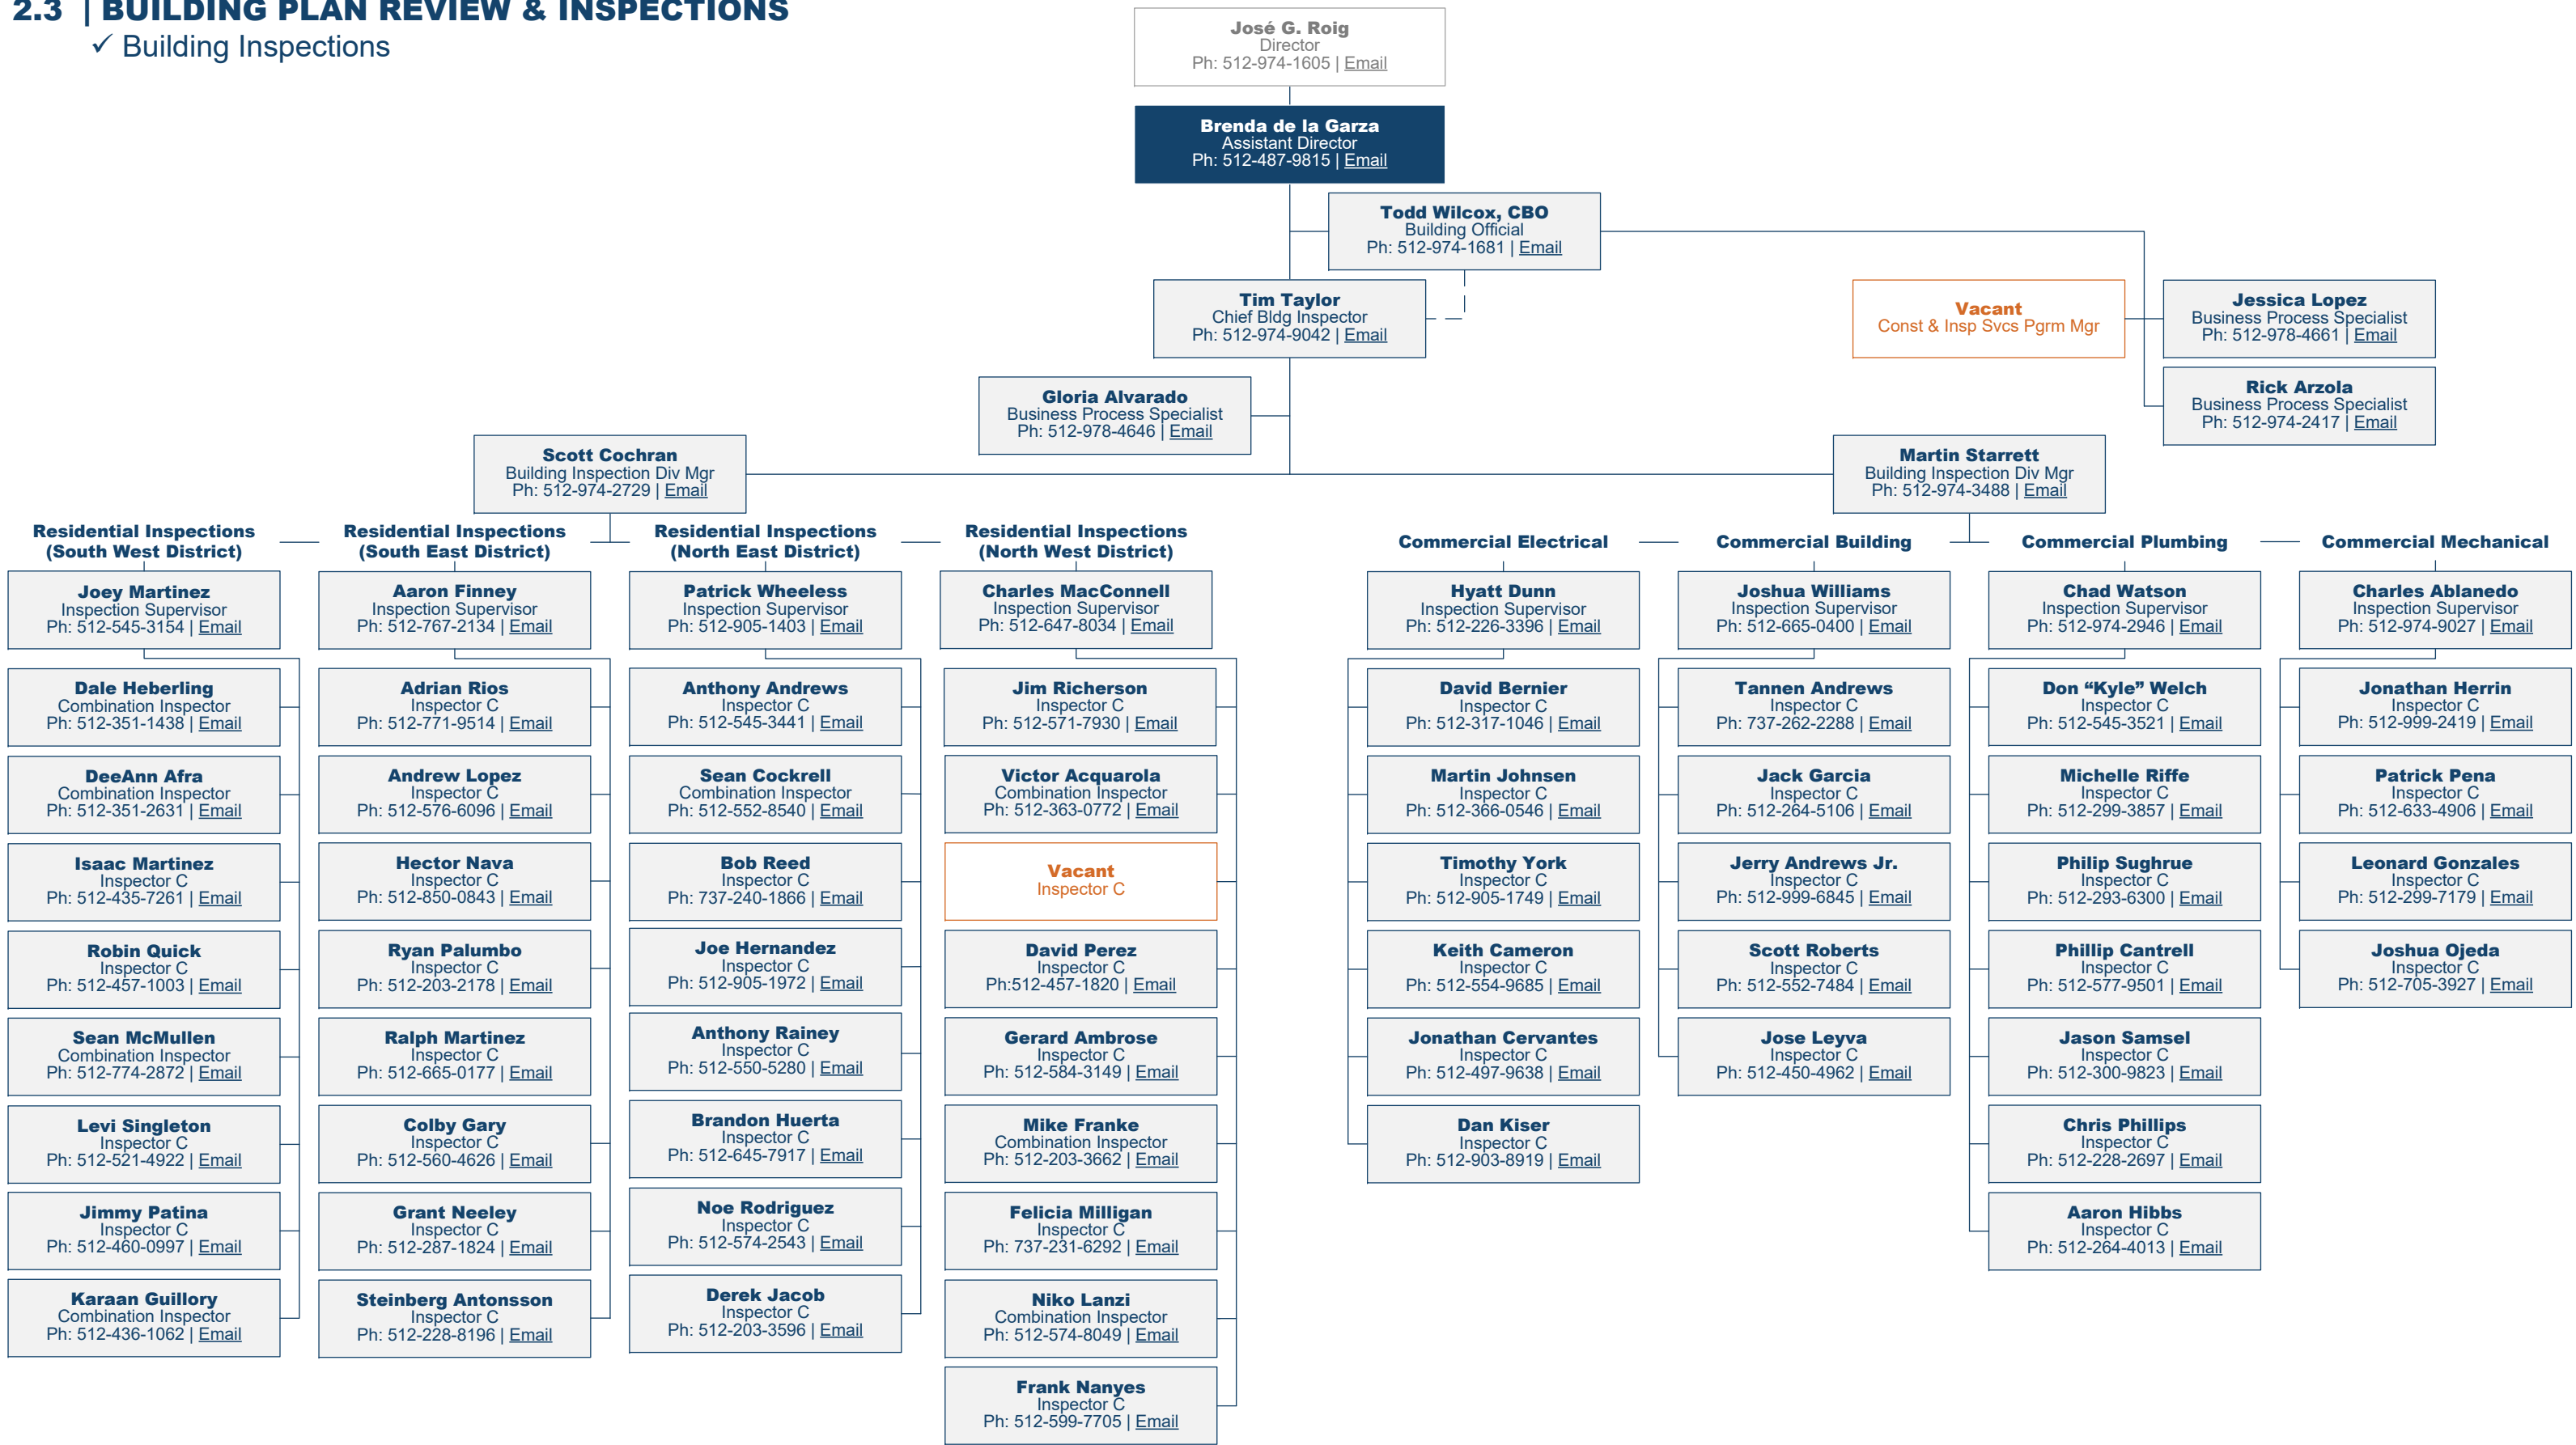 2.3 | BUILDING PLAN REVIEW & INSPECTIONS
✓ Building Inspections
José G. Roig
Director
Ph: 512-974-1605 | Email
Brenda de la Garza
Assistant Director
Ph: 512-487-9815 | Email
Todd Wilcox, CBO
Building Official
Ph: 512-974-1681 | Email
Tim Taylor
Chief Bldg Inspector
Ph: 512-974-9042 | Email
Vacant
Const & Insp Svcs Pgrm Mgr
Jessica Lopez
Business Process Specialist
Ph: 512-978-4661 | Email
Rick Arzola
Business Process Specialist
Ph: 512-974-2417 | Email
Gloria Alvarado
Business Process Specialist
Ph: 512-978-4646 | Email
Scott Cochran
Building Inspection Div Mgr
Ph: 512-974-2729 | Email
Martin Starrett
Building Inspection Div Mgr
Ph: 512-974-3488 | Email
Residential Inspections
(South West District)
Joey Martinez
Inspection Supervisor
Ph: 512-545-3154 | Email
Dale Heberling
Combination Inspector
Ph: 512-351-1438 | Email
DeeAnn Afra
Combination Inspector
Ph: 512-351-2631 | Email
Isaac Martinez
Inspector C
Ph: 512-435-7261 | Email
Robin Quick
Inspector C
Ph: 512-457-1003 | Email
Sean McMullen
Combination Inspector
Ph: 512-774-2872 | Email
Levi Singleton
Inspector C
Ph: 512-521-4922 | Email
Jimmy Patina
Inspector C
Ph: 512-460-0997 | Email
Karaan Guillory
Combination Inspector
Ph: 512-436-1062 | Email
Residential Inspections
(South East District)
Aaron Finney
Inspection Supervisor
Ph: 512-767-2134 | Email
Adrian Rios
Inspector C
Ph: 512-771-9514 | Email
Andrew Lopez
Inspector C
Ph: 512-576-6096 | Email
Hector Nava
Inspector C
Ph: 512-850-0843 | Email
Ryan Palumbo
Inspector C
Ph: 512-203-2178 | Email
Ralph Martinez
Inspector C
Ph: 512-665-0177 | Email
Colby Gary
Inspector C
Ph: 512-560-4626 | Email
Grant Neeley
Inspector C
Ph: 512-287-1824 | Email
Steinberg Antonsson
Inspector C
Ph: 512-228-8196 | Email
Residential Inspections
(North East District)
Patrick Wheeless
Inspection Supervisor
Ph: 512-905-1403 | Email
Anthony Andrews
Inspector C
Ph: 512-545-3441 | Email
Sean Cockrell
Combination Inspector
Ph: 512-552-8540 | Email
Bob Reed
Inspector C
Ph: 737-240-1866 | Email
Joe Hernandez
Inspector C
Ph: 512-905-1972 | Email
Anthony Rainey
Inspector C
Ph: 512-550-5280 | Email
Brandon Huerta
Inspector C
Ph: 512-645-7917 | Email
Noe Rodriguez
Inspector C
Ph: 512-574-2543 | Email
Derek Jacob
Inspector C
Ph: 512-203-3596 | Email
Residential Inspections
(North West District)
Charles MacConnell
Inspection Supervisor
Ph: 512-647-8034 | Email
Jim Richerson
Inspector C
Ph: 512-571-7930 | Email
Victor Acquarola
Combination Inspector
Ph: 512-363-0772 | Email
Vacant
Inspector C
David Perez
Inspector C
Ph:512-457-1820 | Email
Gerard Ambrose
Inspector C
Ph: 512-584-3149 | Email
Mike Franke
Combination Inspector
Ph: 512-203-3662 | Email
Felicia Milligan
Inspector C
Ph: 737-231-6292 | Email
Niko Lanzi
Combination Inspector
Ph: 512-574-8049 | Email
Frank Nanyes
Inspector C
Ph: 512-599-7705 | Email
Commercial Electrical
Hyatt Dunn
Inspection Supervisor
Ph: 512-226-3396 | Email
David Bernier
Inspector C
Ph: 512-317-1046 | Email
Martin Johnsen
Inspector C
Ph: 512-366-0546 | Email
Timothy York
Inspector C
Ph: 512-905-1749 | Email
Keith Cameron
Inspector C
Ph: 512-554-9685 | Email
Jonathan Cervantes
Inspector C
Ph: 512-497-9638 | Email
Dan Kiser
Inspector C
Ph: 512-903-8919 | Email
Commercial Building
Joshua Williams
Inspection Supervisor
Ph: 512-665-0400 | Email
Tannen Andrews
Inspector C
Ph: 737-262-2288 | Email
Jack Garcia
Inspector C
Ph: 512-264-5106 | Email
Jerry Andrews Jr.
Inspector C
Ph: 512-999-6845 | Email
Scott Roberts
Inspector C
Ph: 512-552-7484 | Email
Jose Leyva
Inspector C
Ph: 512-450-4962 | Email
Commercial Plumbing
Chad Watson
Inspection Supervisor
Ph: 512-974-2946 | Email
Don “Kyle” Welch
Inspector C
Ph: 512-545-3521 | Email
Michelle Riffe
Inspector C
Ph: 512-299-3857 | Email
Philip Sughrue
Inspector C
Ph: 512-293-6300 | Email
Phillip Cantrell
Inspector C
Ph: 512-577-9501 | Email
Jason Samsel
Inspector C
Ph: 512-300-9823 | Email
Chris Phillips
Inspector C
Ph: 512-228-2697 | Email
Aaron Hibbs
Inspector C
Ph: 512-264-4013 | Email
Commercial Mechanical
Charles Ablanedo
Inspection Supervisor
Ph: 512-974-9027 | Email
Jonathan Herrin
Inspector C
Ph: 512-999-2419 | Email
Patrick Pena
Inspector C
Ph: 512-633-4906 | Email
Leonard Gonzales
Inspector C
Ph: 512-299-7179 | Email
Joshua Ojeda
Inspector C
Ph: 512-705-3927 | Email